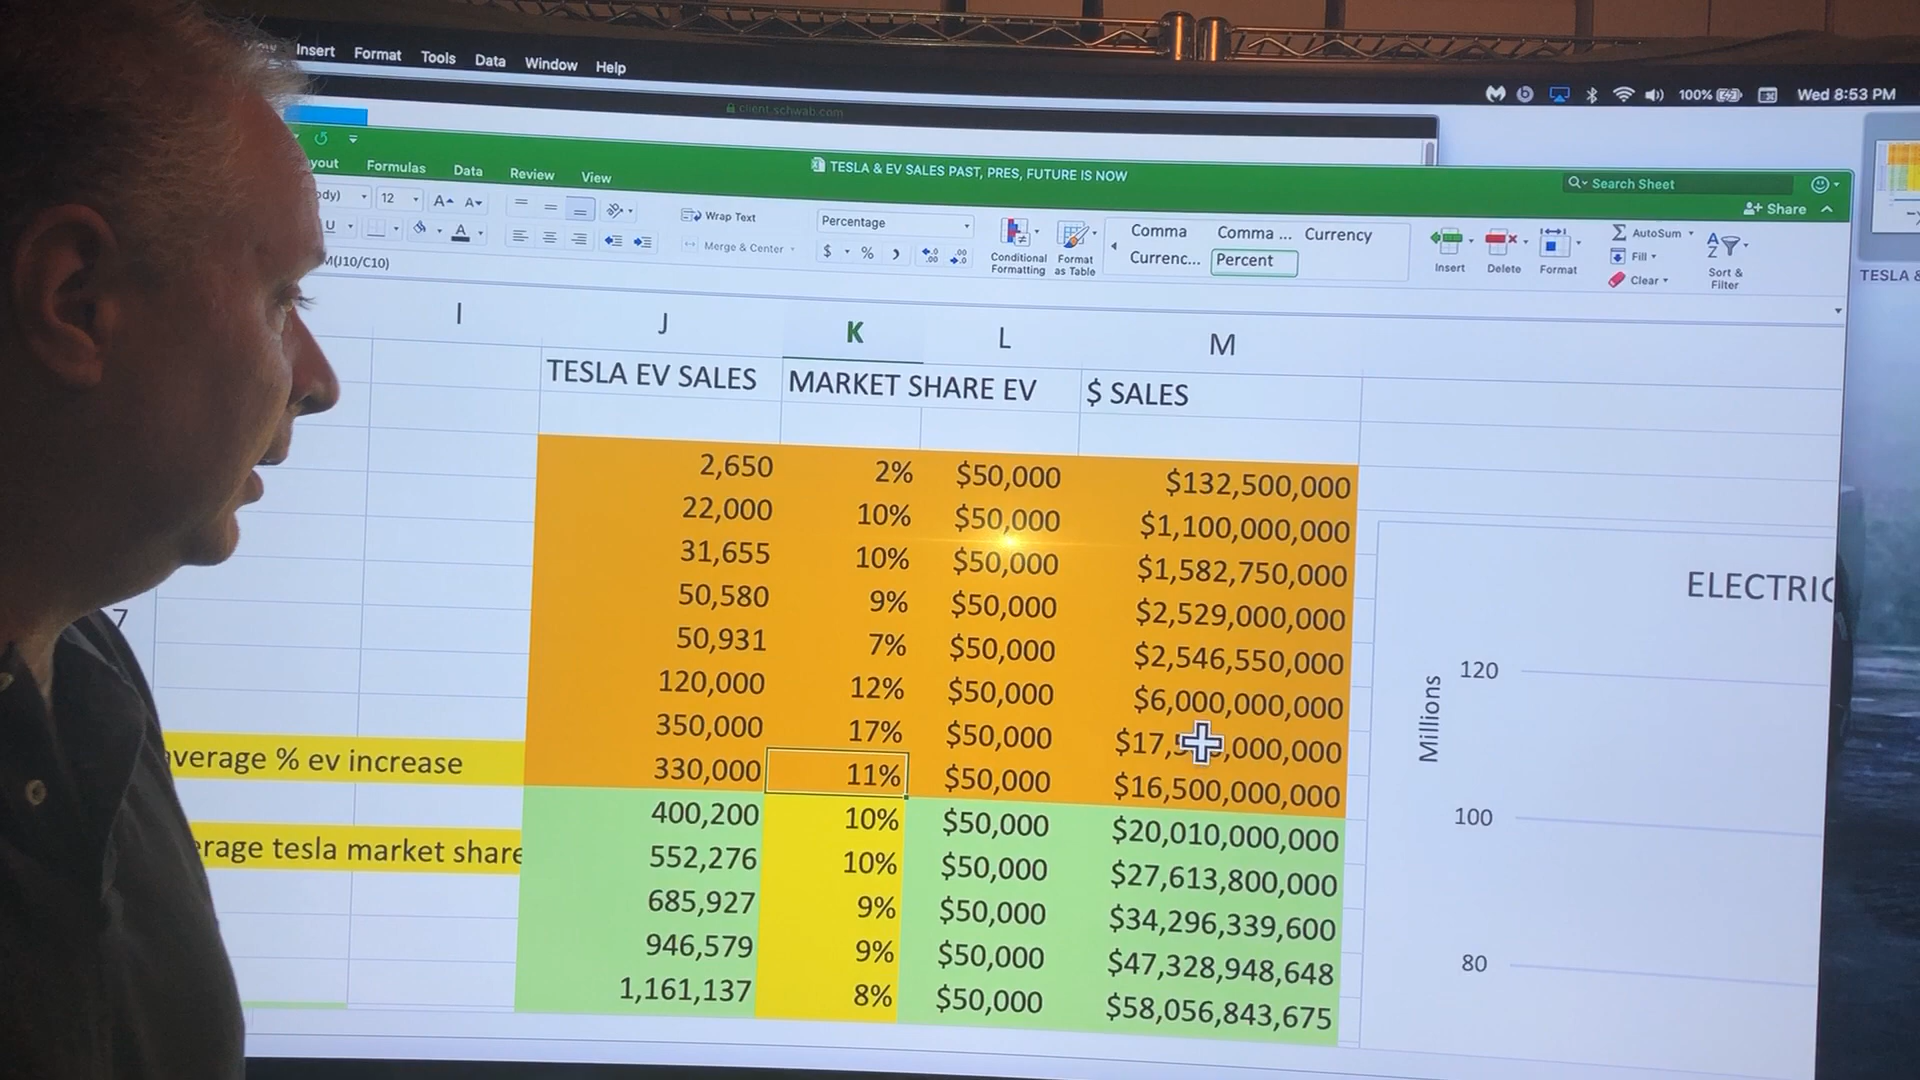 Insert Format Tools Data Window Help
100% Wed 8:53 PM
client.schwab.com
TESLA & EV SALES PAST, PRES, FUTURE IS NOW
Search Sheet
Formulas Data Review View
Share
12
Wrap Text
Merge & Center
Percentage
$ %
Conditional Formatting
Format as Table
Comma Comma ... Currency
Currenc... Percent
Insert Delete Format
AutoSum
Fill
Clear
Sort & Filter
TESLA &
M(J10/C10)
I J K L M
TESLA EV SALES MARKET SHARE EV $ SALES
2,650 2% $50,000 $132,500,000
22,000 10% $50,000 $1,100,000,000
31,655 10% $50,000 $1,582,750,000
50,580 9% $50,000 $2,529,000,000
7 50,931 7% $50,000 $2,546,550,000
120,000 12% $50,000 $6,000,000,000
350,000 17% $50,000
average % ev increase 330,000 11% $50,000 $16,500,000,000
400,200 10% $50,000 $20,010,000,000
tesla market share 552,276 10% $50,000 $27,613,800,000
685,927 9% $50,000 $34,296,339,600
946,579 9% $50,000 $47,328,948,648
1,161,137 8% $50,000 $58,056,843,675
ELECTRIC
Millions
120
100
80